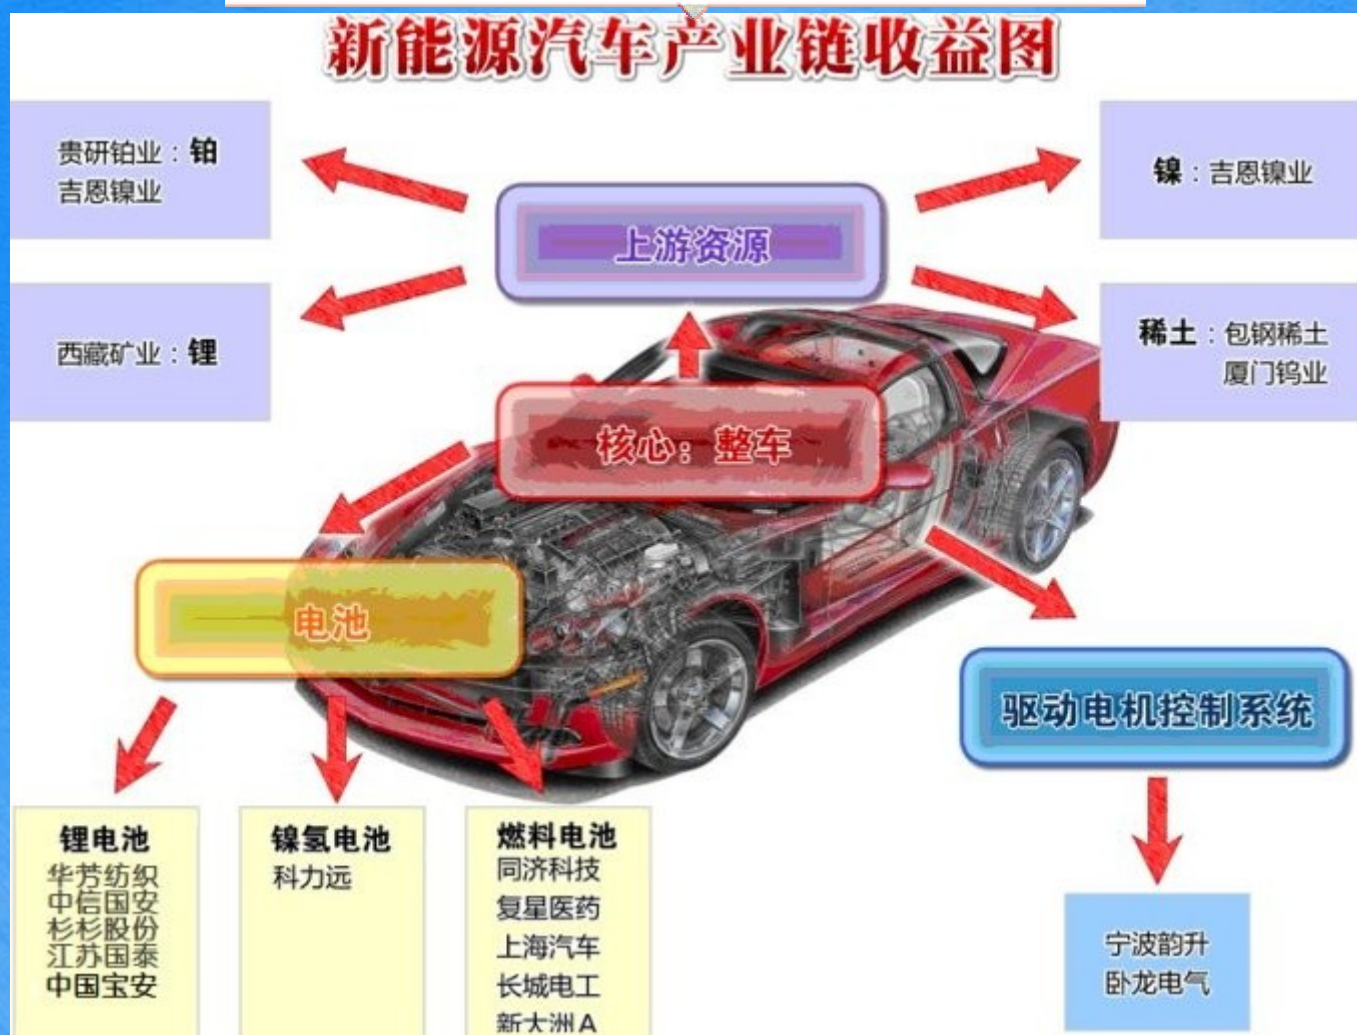 新能源汽车产业链收益图
贵研铂业：铂
吉恩镍业
镍：吉恩镍业
上游资源
西藏矿业：锂
稀土：包钢稀土
厦门钨业
核心：整车
电池
驱动电机控制系统
锂电池
华芳纺织
中信国安
杉杉股份
江苏国泰
中国宝安
镍氢电池
科力远
燃料电池
同济科技
复星医药
上海汽车
长城电工
新大洲A
宁波韵升
卧龙电气